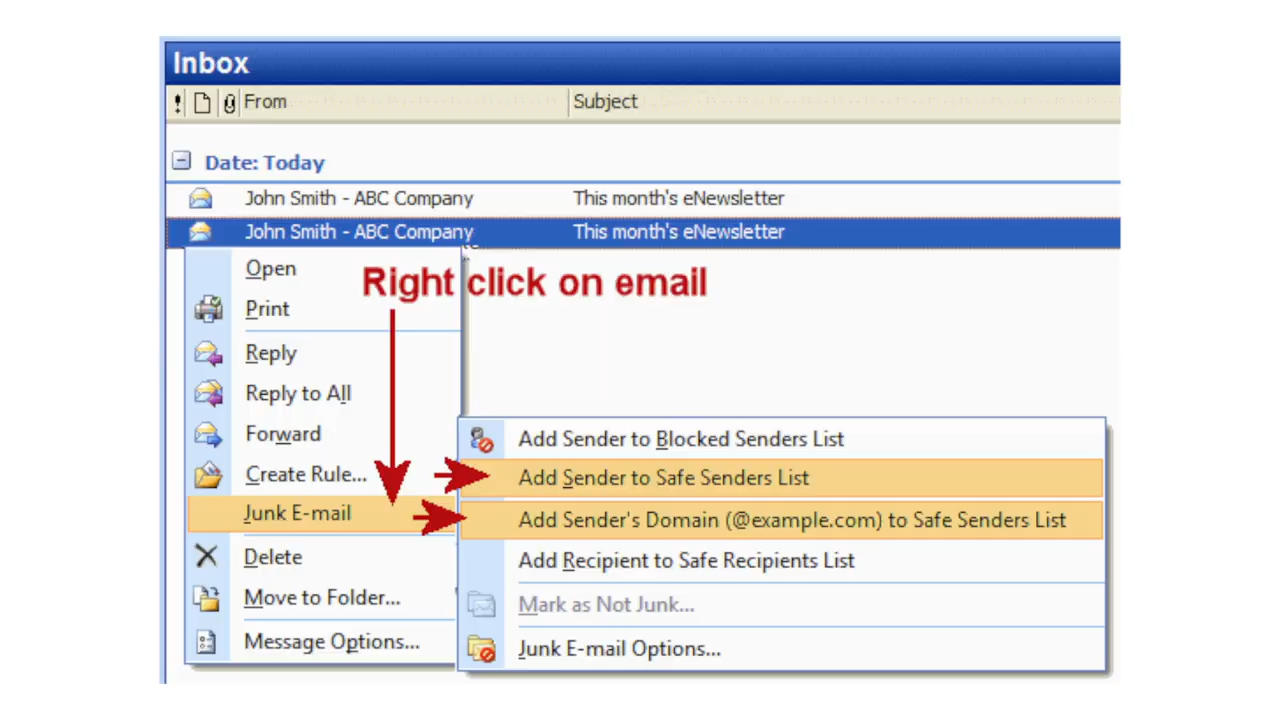 Inbox
! From Subject
Date: Today
John Smith - ABC Company This month's eNewsletter
John Smith - ABC Company This month's eNewsletter
Open
Right click on email
Print
Reply
Reply to All
Forward
Add Sender to Blocked Senders List
Create Rule...
Add Sender to Safe Senders List
Junk E-mail
Add Sender's Domain (@example.com) to Safe Senders List
Delete
Add Recipient to Safe Recipients List
Move to Folder...
Mark as Not Junk...
Message Options...
Junk E-mail Options...